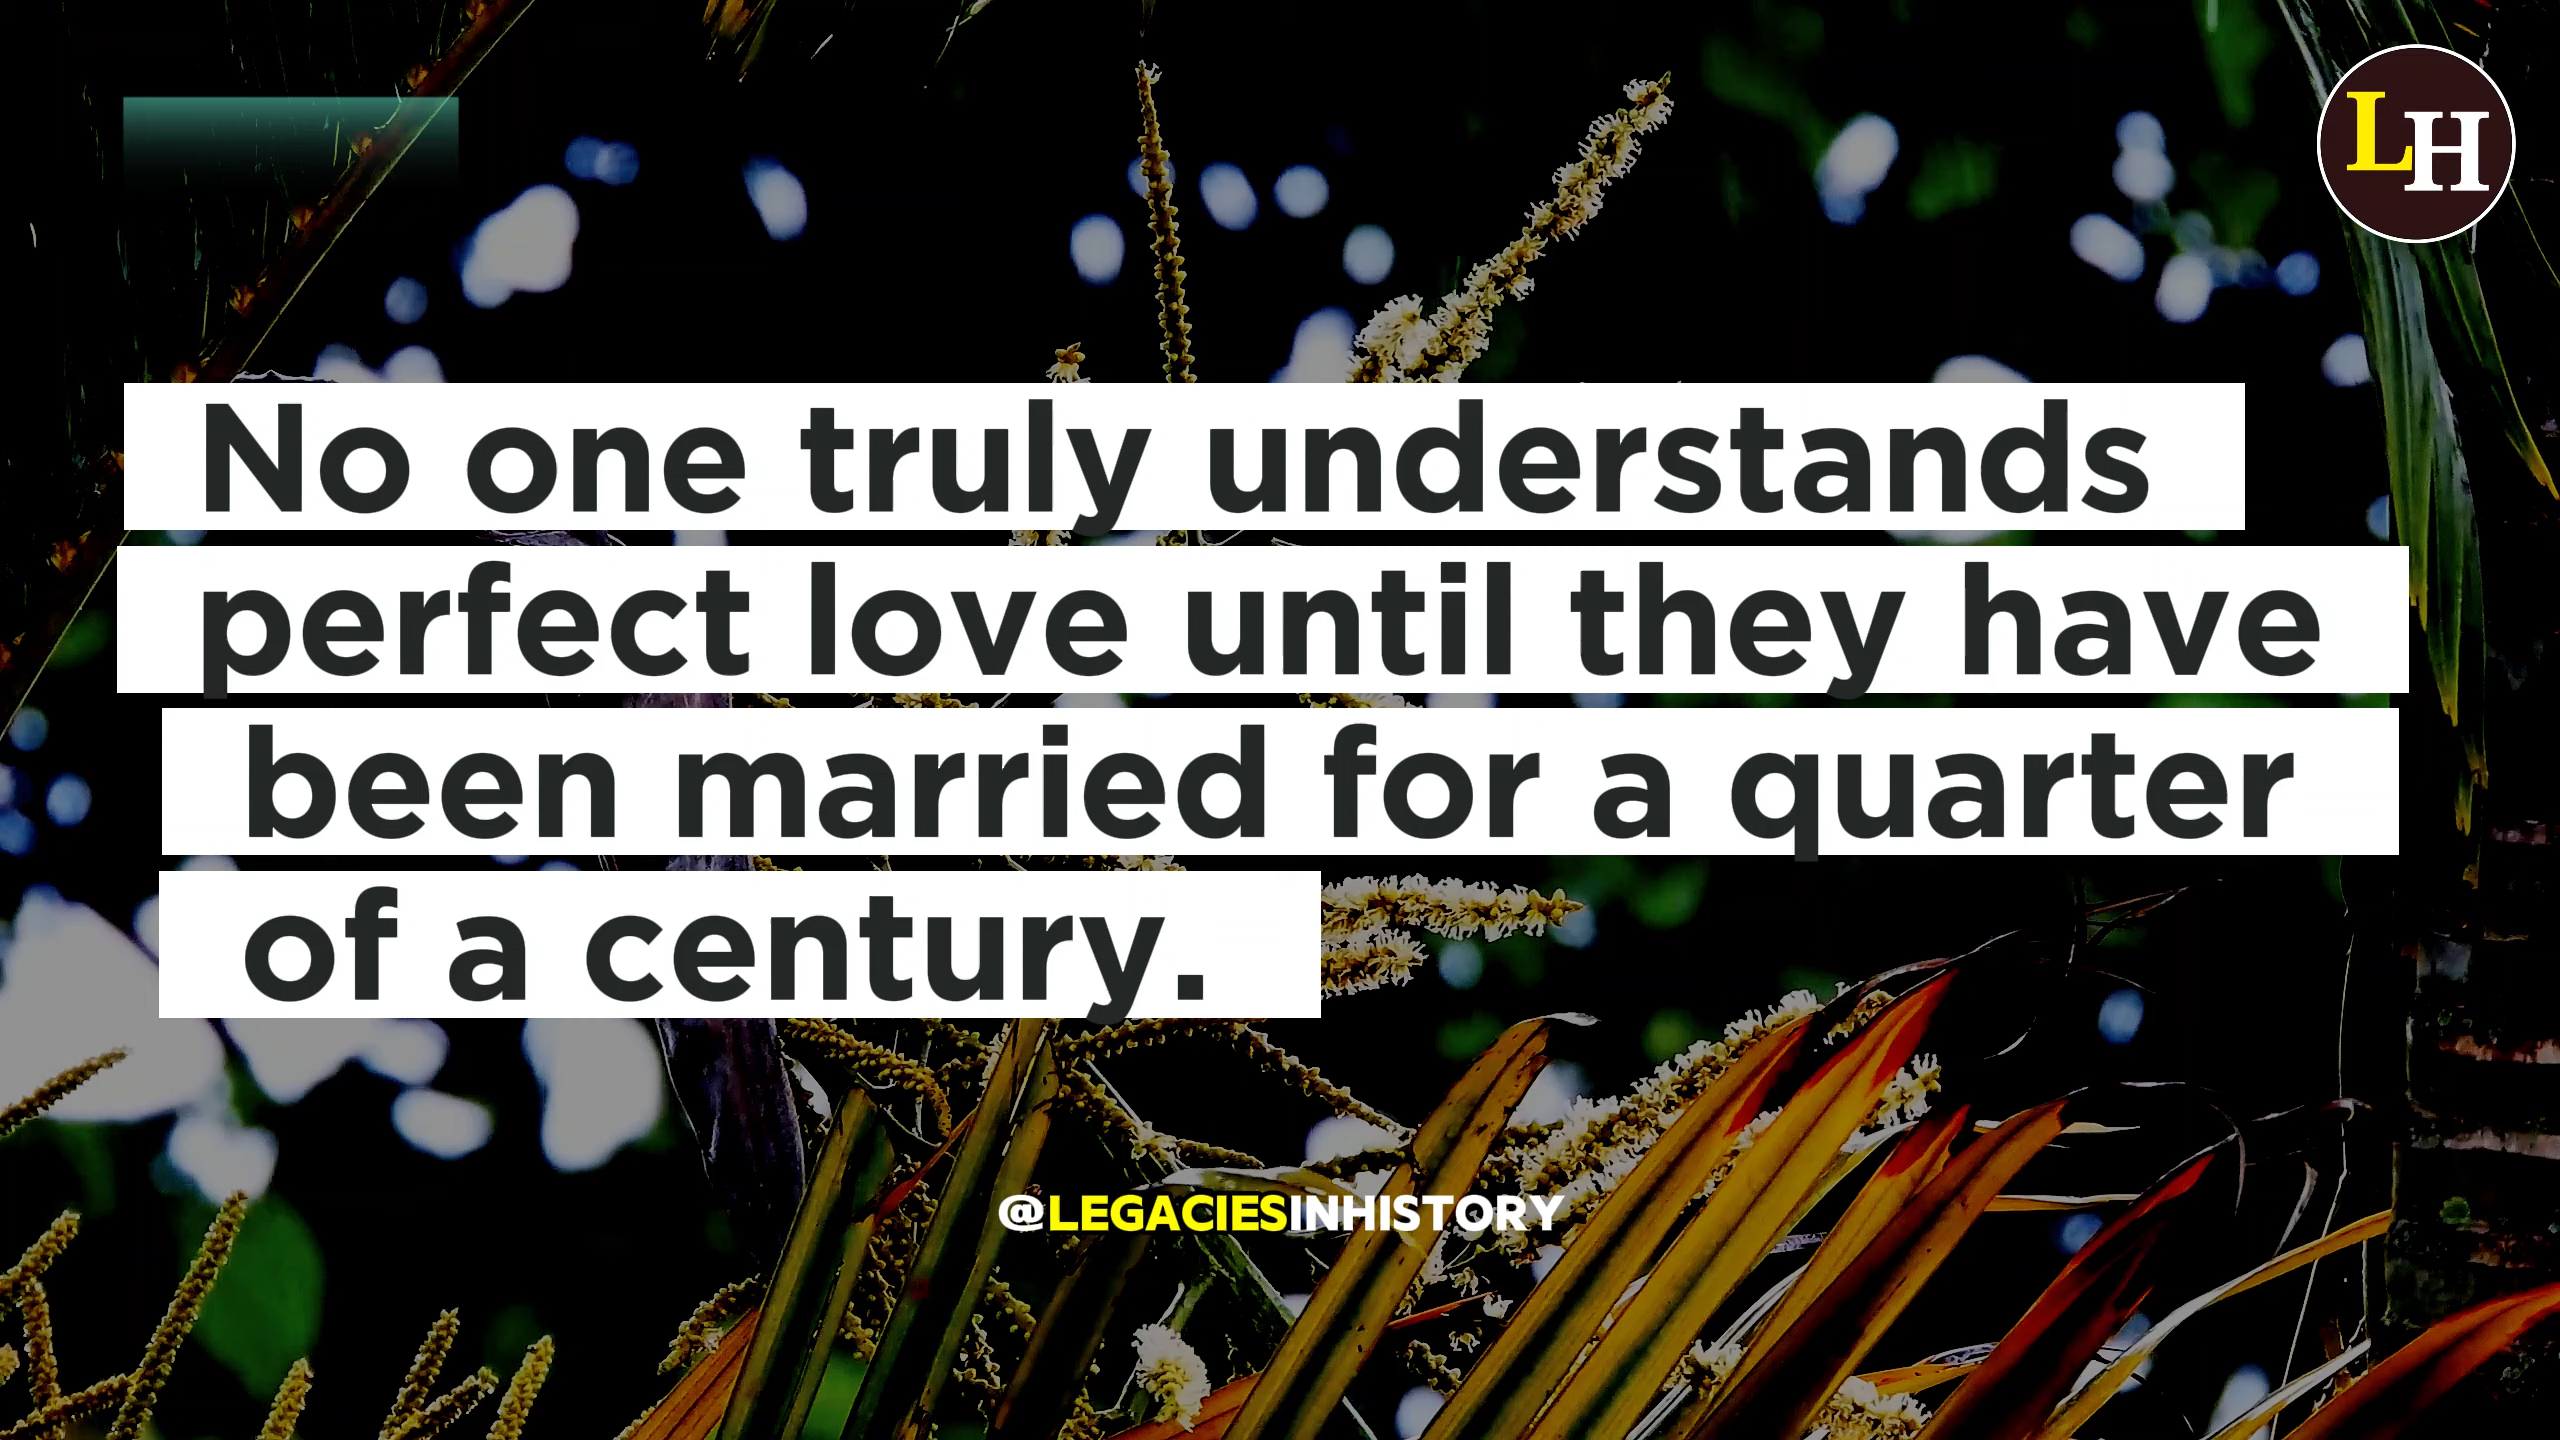 LH
No one truly understands
perfect love until they have
been married for a quarter
of a century.
@LEGACIESINHISTORY